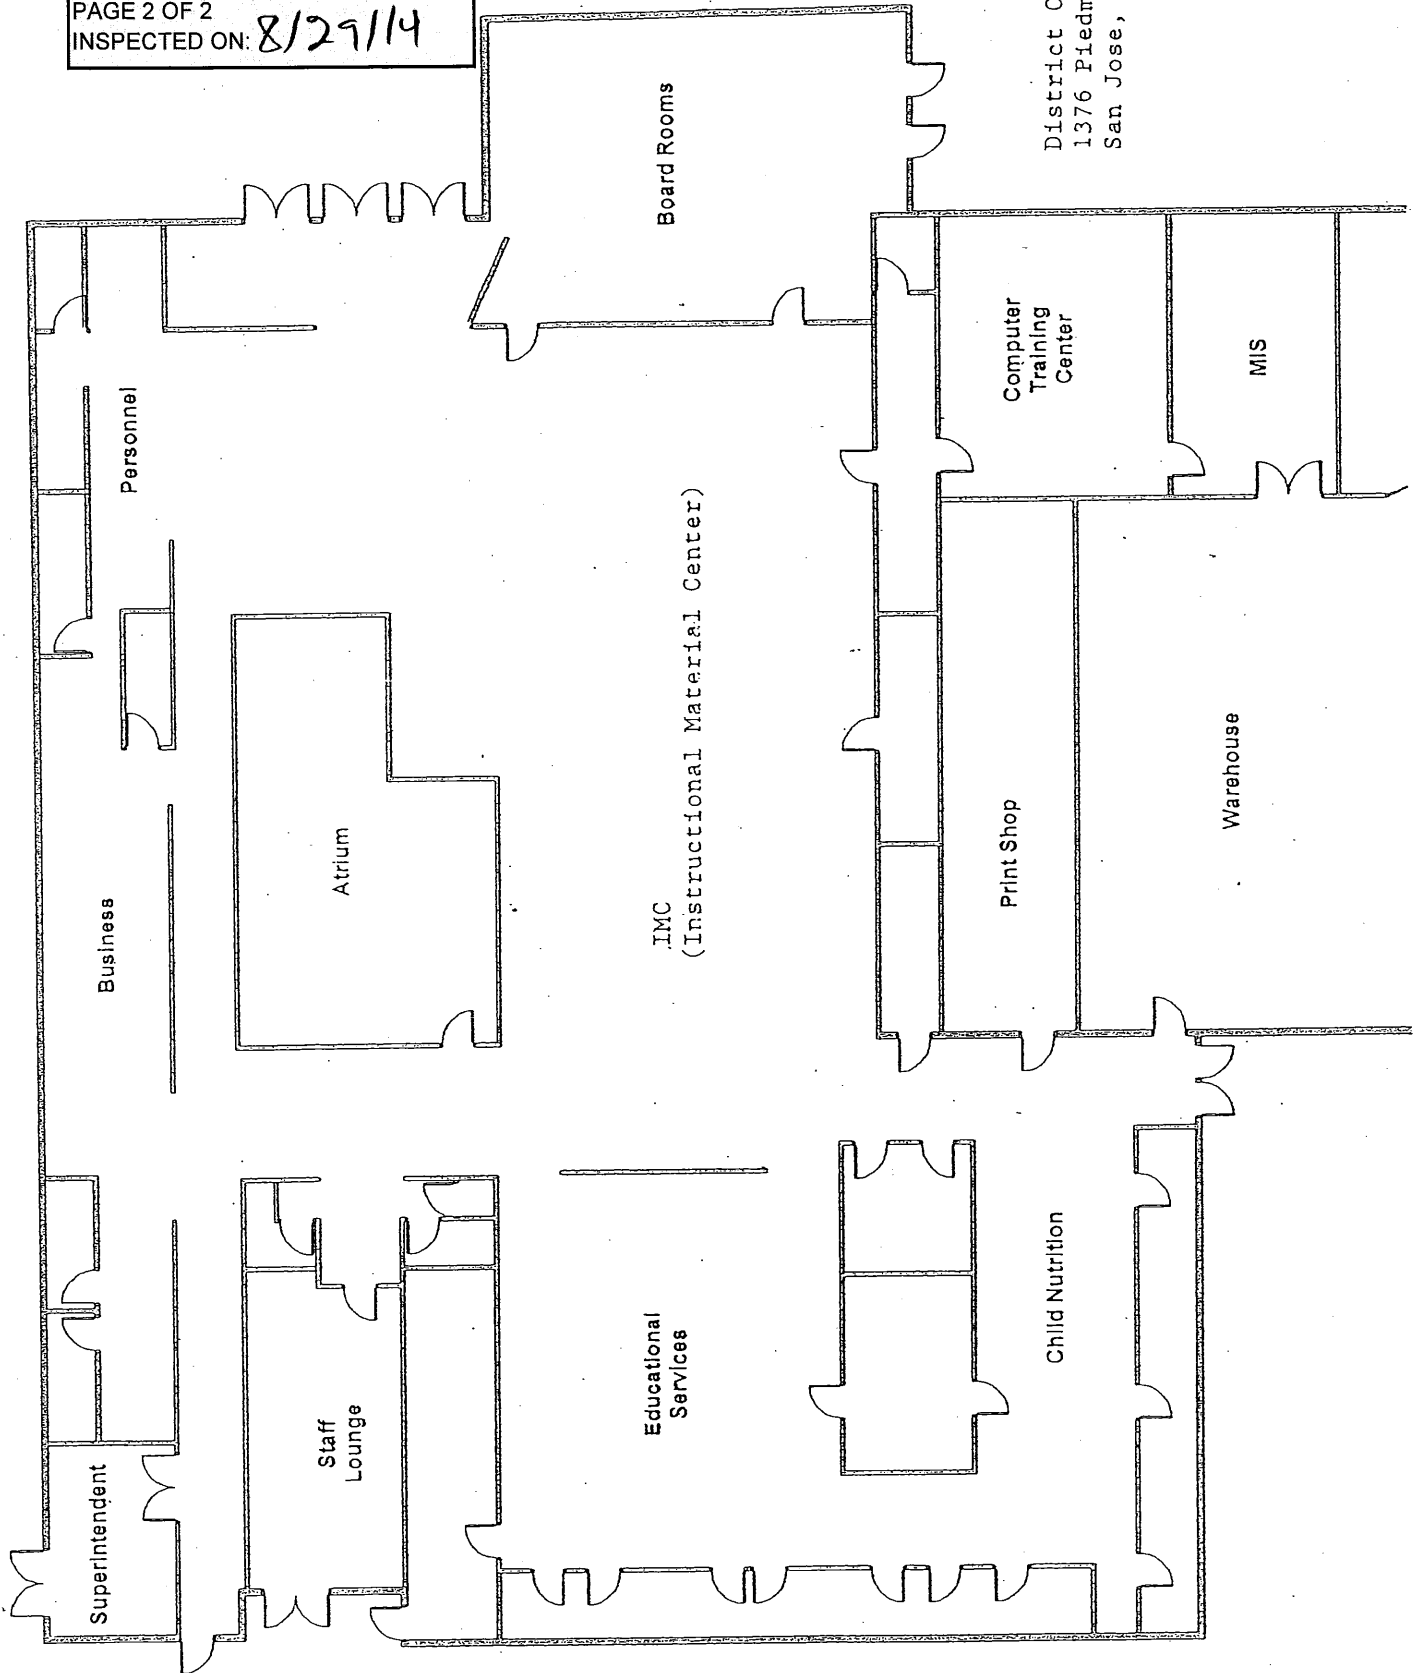 PAGE 2 OF 2
INSPECTED ON: 8/29/14
District
1376
San Jose,
Board Rooms
Personnel
Computer
Training
Center
MIS
IMC
(Instructional Material Center)
Atrium
Business
Print Shop
Warehouse
Educational
Services
Child Nutrition
Staff
Lounge
Superintendent